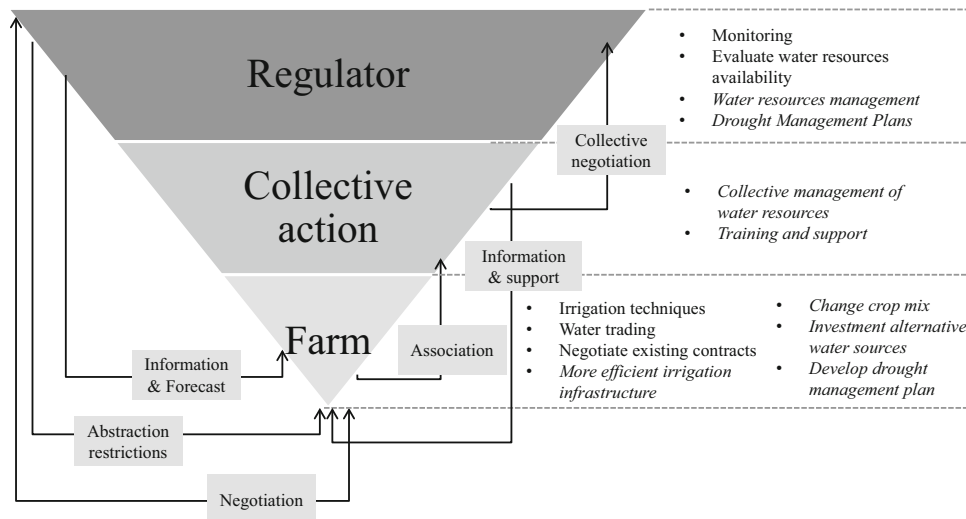 Regulator
• Monitoring
• Evaluate water resources
availability
• Water resources management
• Drought Management Plans
Collective
negotiation
Collective
action
• Collective management of
water resources
• Training and support
Information
& support
Farm
Association
Information
& Forecast
• Irrigation techniques
• Water trading
• Negotiate existing contracts
• More efficient irrigation
infrastructure
• Change crop mix
• Investment alternative
water sources
• Develop drought
management plan
Abstraction
restrictions
Negotiation